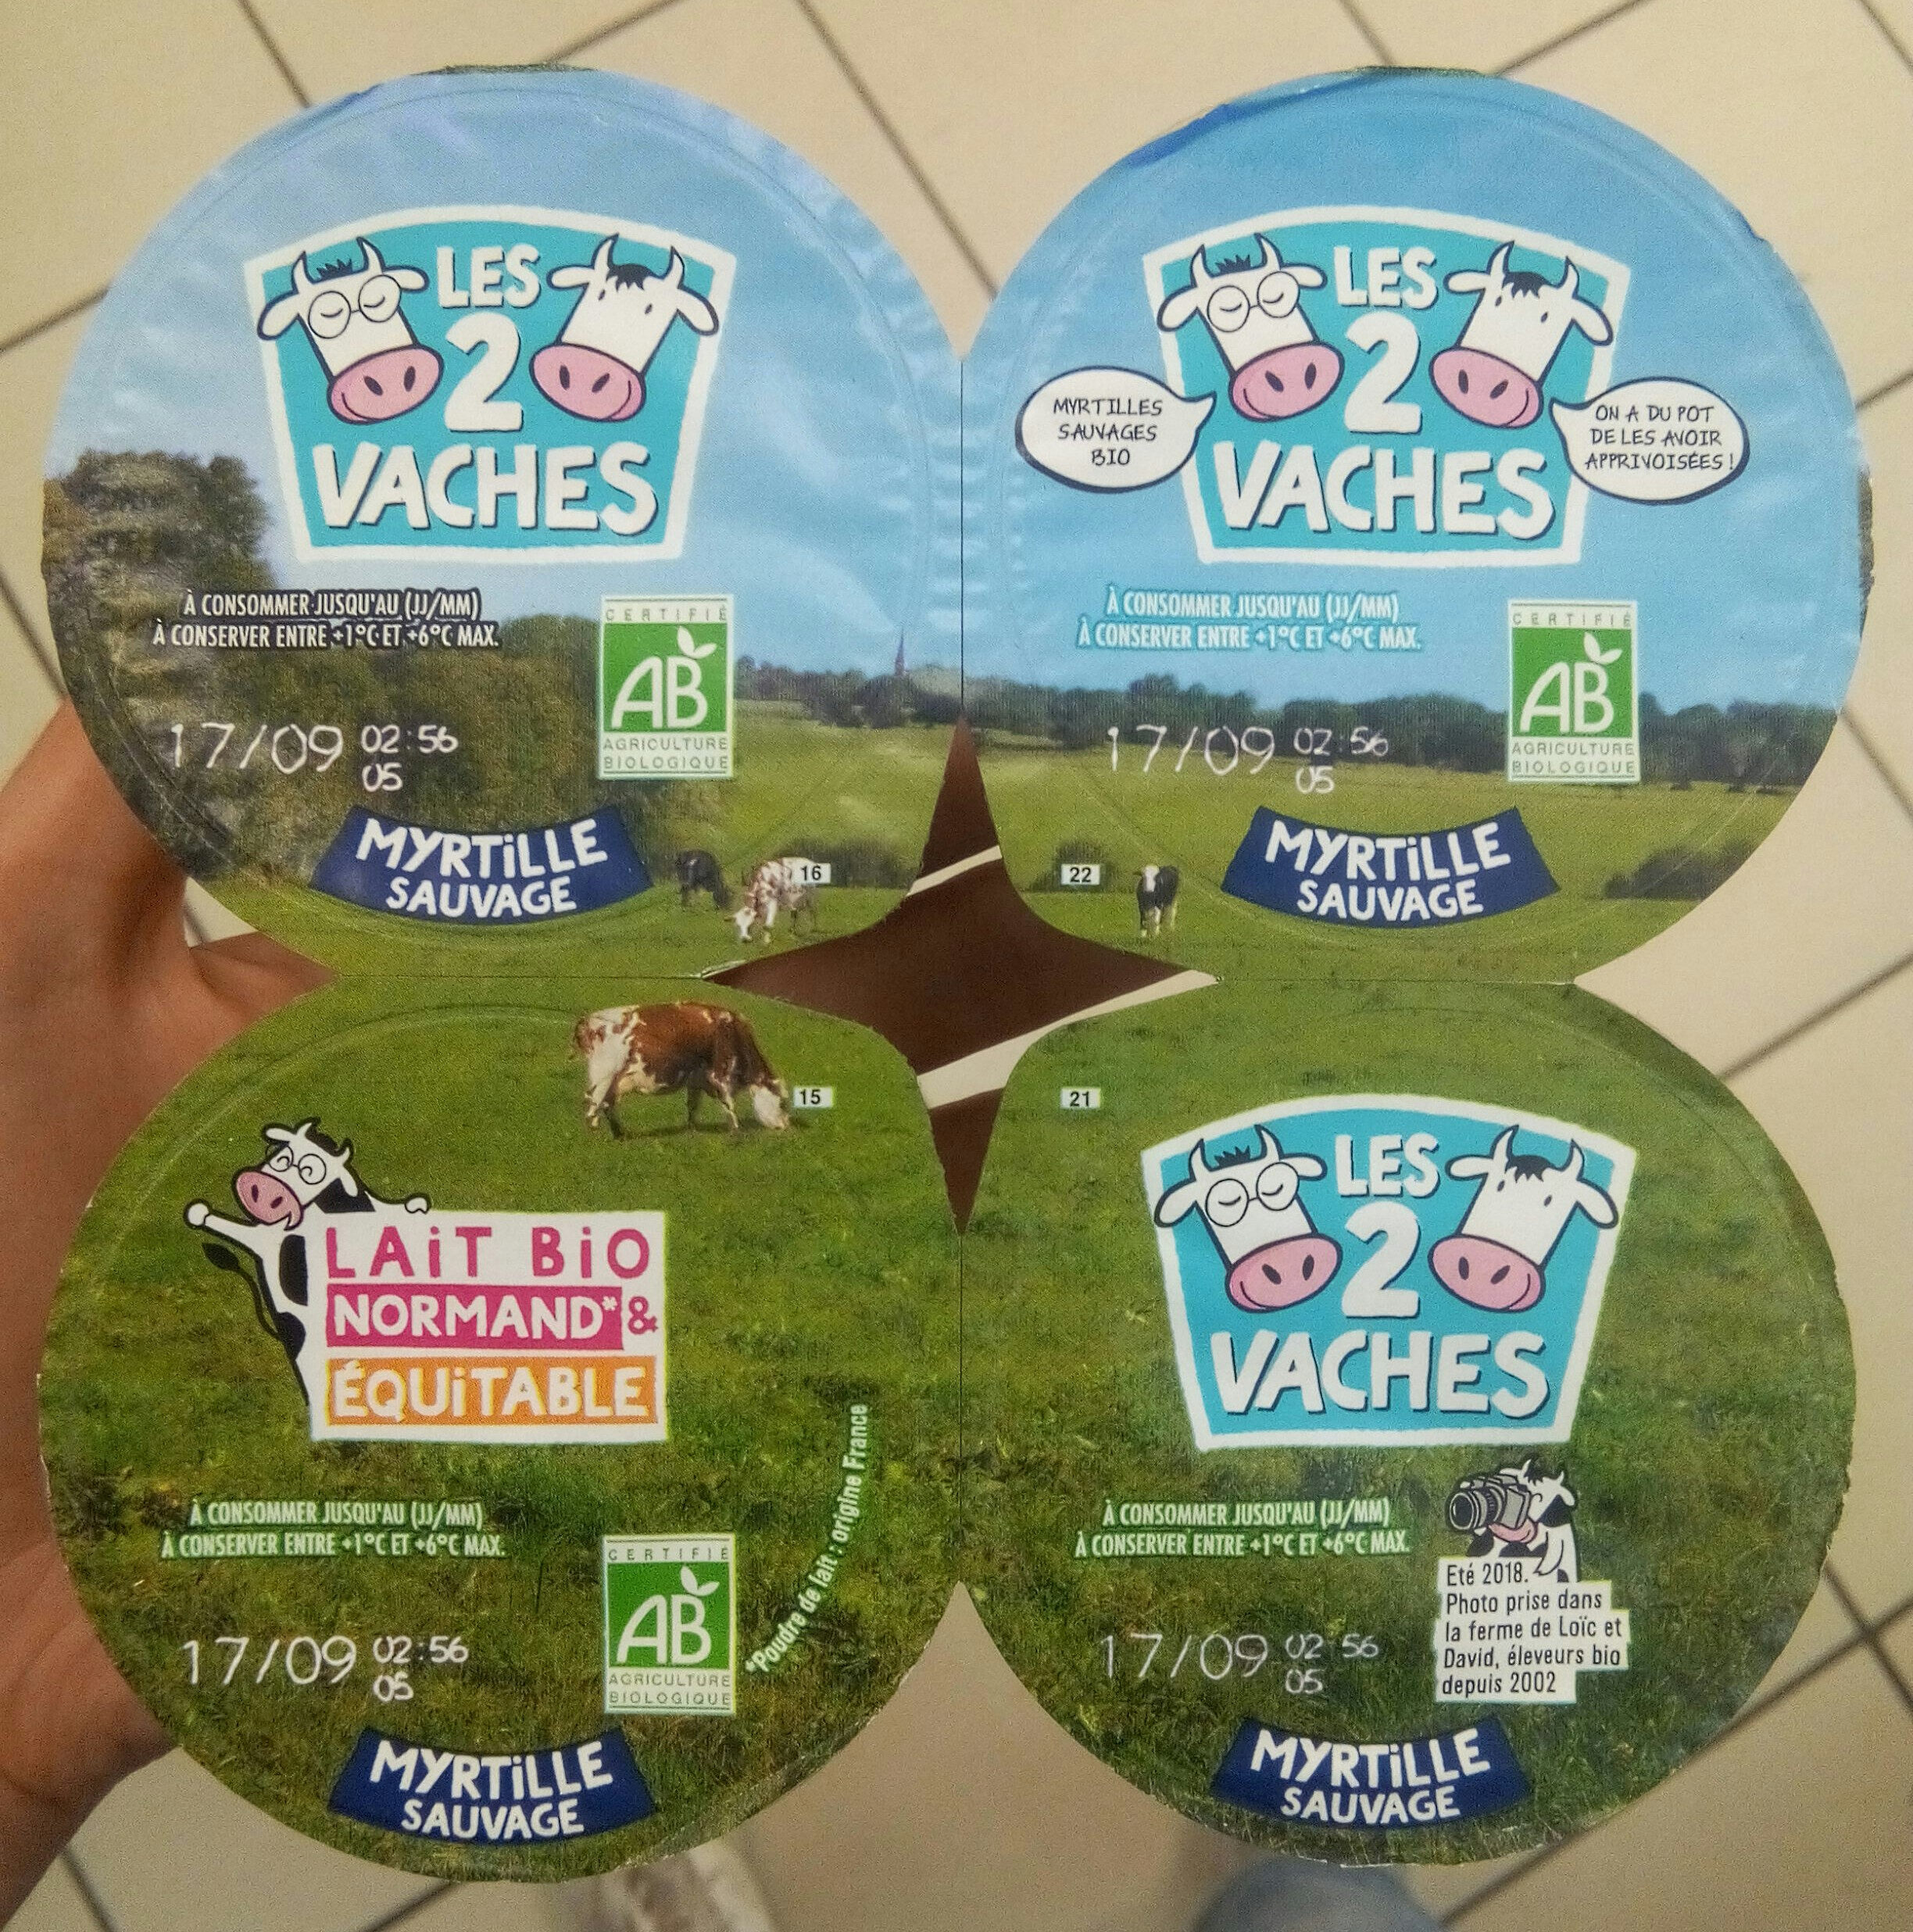 LES
2
VACHES
À CONSOMMER JUSQU'AU (JJ/MM)
À CONSERVER ENTRE +1°C ET +6°C MAX.
17/09 02:56
05
CERTIFIÉ
AB
AGRICULTURE
BIOLOGIQUE
MYRTiLLE
SAUVAGE
16
LES
2
VACHES
MYRTILLES
SAUVAGES
BIO
ON A DU POT
DE LES AVOIR
APPRIVOISÉES !
À CONSOMMER JUSQU'AU (JJ/MM)
À CONSERVER ENTRE +1°C ET +6°C MAX.
17/09 02:56
05
CERTIFIÉ
AB
AGRICULTURE
BIOLOGIQUE
22
MYRTiLLE
SAUVAGE
15
LAiT BiO
NORMAND* &
ÉQUiTABLE
À CONSOMMER JUSQU'AU (JJ/MM)
À CONSERVER ENTRE +1°C ET +6°C MAX.
17/09 02:56
05
CERTIFIÉ
AB
AGRICULTURE
BIOLOGIQUE
*Poudre de lait : origine France
MYRTiLLE
SAUVAGE
21
LES
2
VACHES
À CONSOMMER JUSQU'AU (JJ/MM)
À CONSERVER ENTRE +1°C ET +6°C MAX.
17/09 02 56
05
Eté 2018.
Photo prise dans
la ferme de Loïc et
David, éleveurs bio
depuis 2002
MYRTiLLE
SAUVAGE